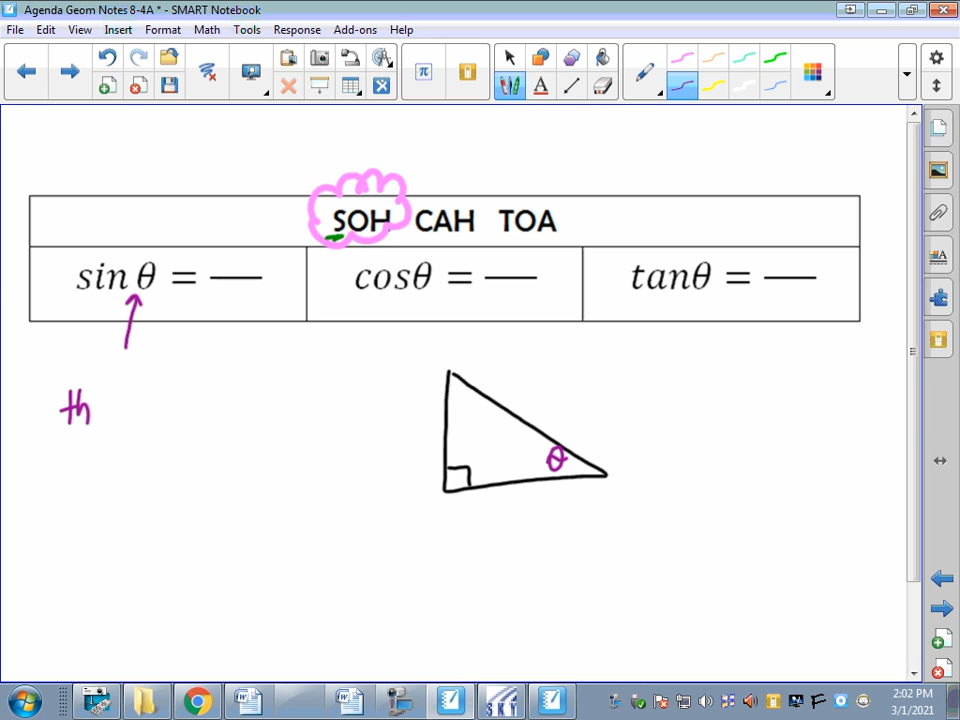 Agenda Geom Notes 8-4A * - SMART Notebook
File Edit View Insert Format Math Tools Response Add-ons Help
π A
SOH CAH TOA
sin θ = — cosθ = — tanθ = —
th
θ
2:02 PM
3/1/2021